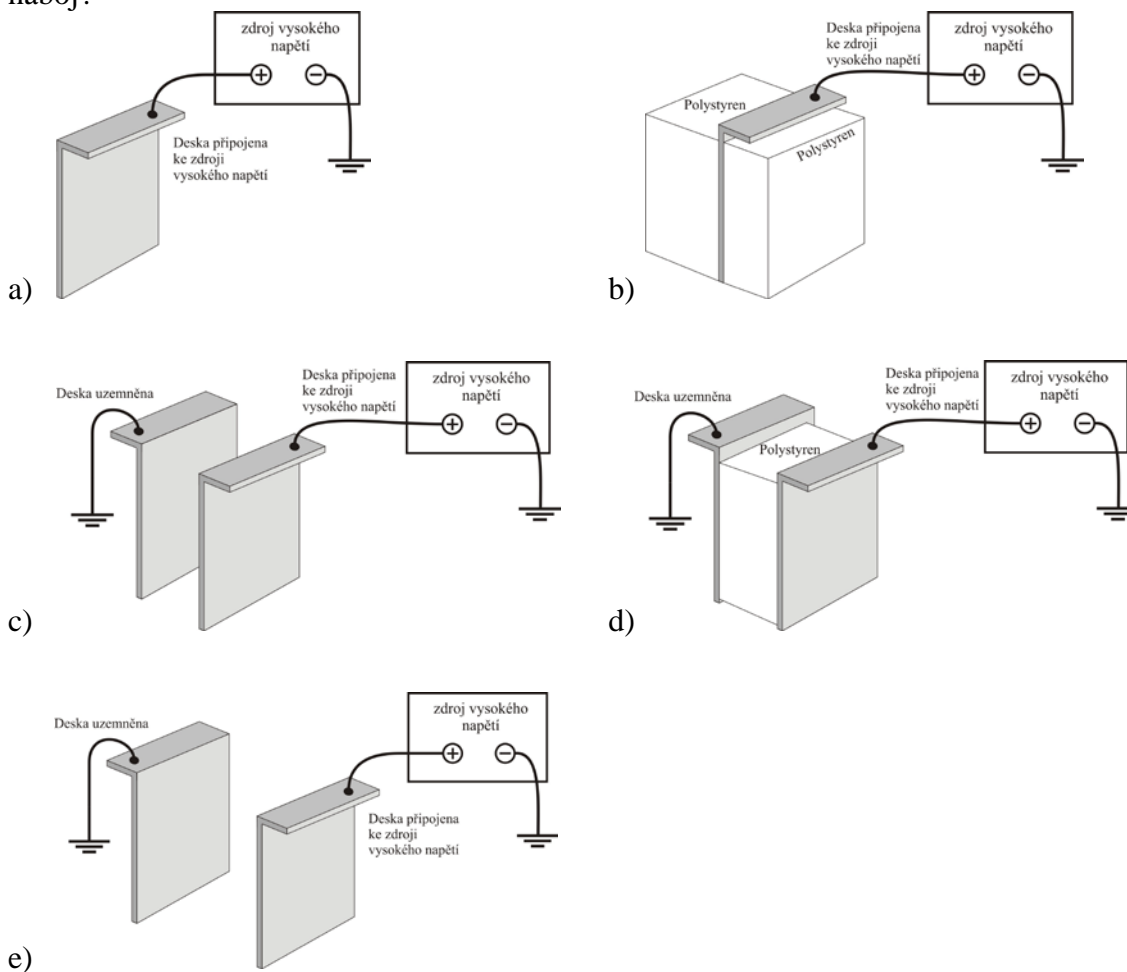 náboj?
zdroj vysokého
napětí
+ −
Deska připojena
ke zdroji
vysokého napětí
a)
Deska připojena
ke zdroji
vysokého napětí
zdroj vysokého
napětí
+ −
Polystyren
Polystyren
b)
Deska uzemněna
Deska připojena
ke zdroji
vysokého napětí
zdroj vysokého
napětí
+ −
c)
Deska uzemněna
Deska připojena
ke zdroji
vysokého napětí
zdroj vysokého
napětí
+ −
Polystyren
d)
Deska uzemněna
zdroj vysokého
napětí
+ −
Deska připojena
ke zdroji
vysokého napětí
e)